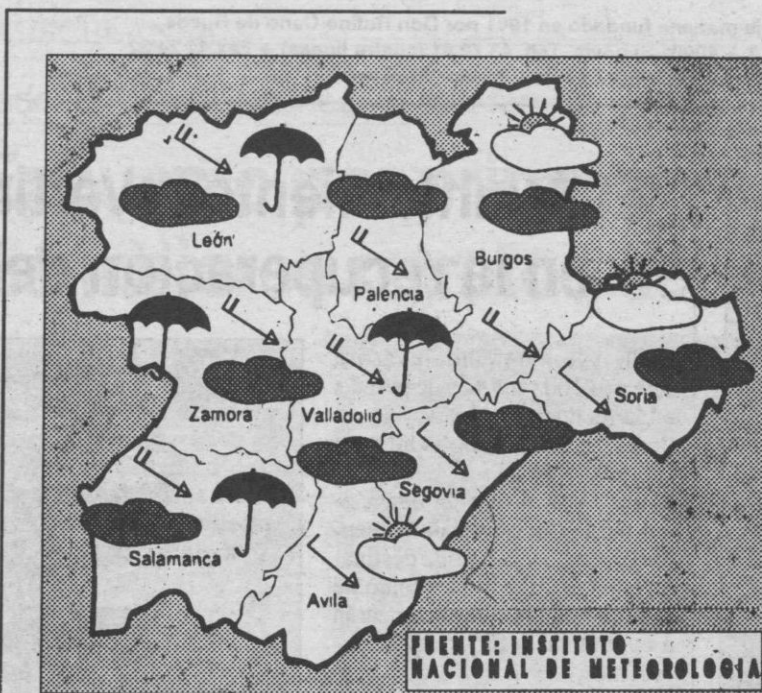 León
Burgos
Palencia
Soria
Zamora
Valladolid
Segovia
Salamanca
Avila
FUENTE: INSTITUTO
NACIONAL DE METEOROLOGIA